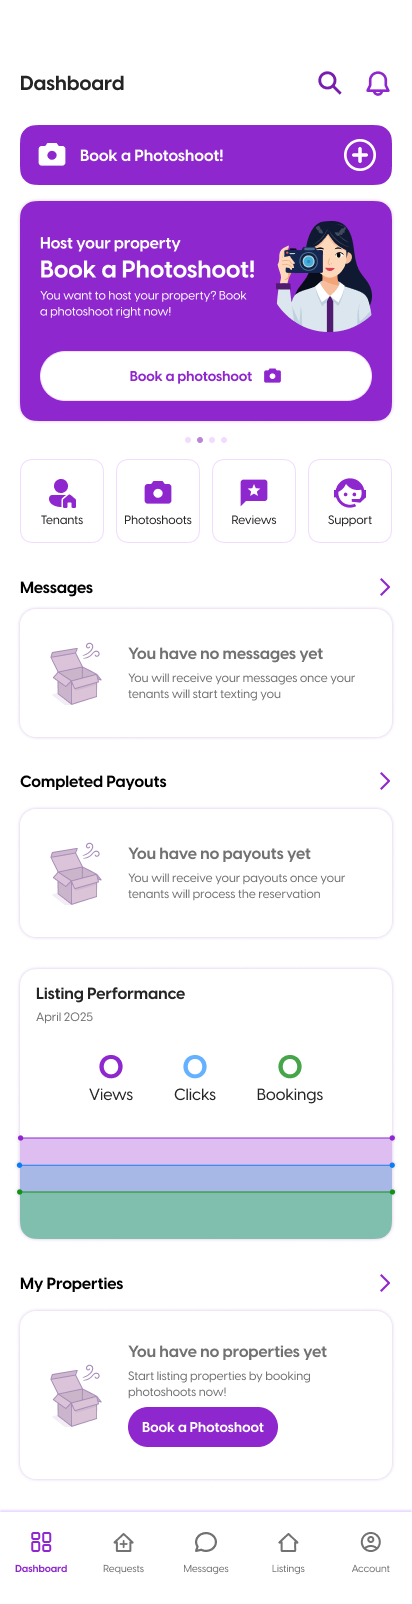 Dashboard
Book a Photoshoot!
Host your property
Book a Photoshoot!
You want to host your property? Book
a photoshoot right now!
Book a photoshoot
Tenants
Photoshoots
Reviews
Support
Messages
You have no messages yet
You will receive your messages once your
tenants will start texting you
Completed Payouts
You have no payouts yet
You will receive your payouts once your
tenants will process the reservation
Listing Performance
April 2025
0 0 0
Views Clicks Bookings
My Properties
You have no properties yet
Start listing properties by booking
photoshoots now!
Book a Photoshoot
Dashboard Requests Messages Listings Account